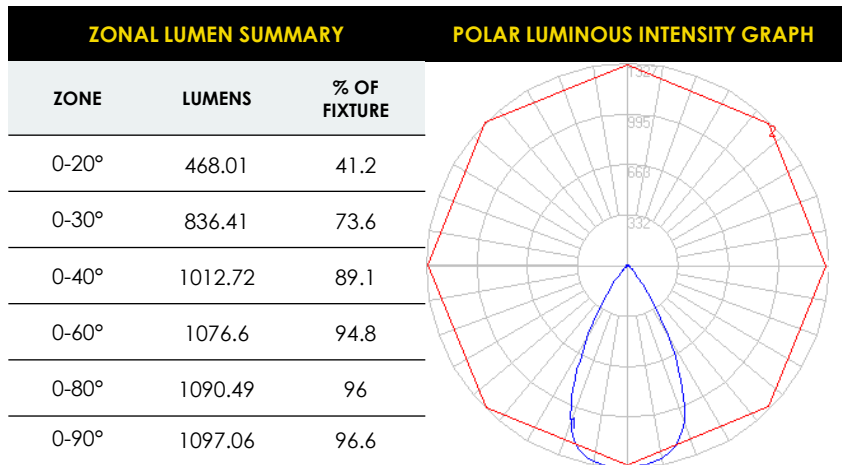 ZONAL LUMEN SUMMARY
POLAR LUMINOUS INTENSITY GRAPH
ZONE LUMENS % OF FIXTURE
0-20° 468.01 41.2
0-30° 836.41 73.6
0-40° 1012.72 89.1
0-60° 1076.6 94.8
0-80° 1090.49 96
0-90° 1097.06 96.6
1327
995
2
663
332
1